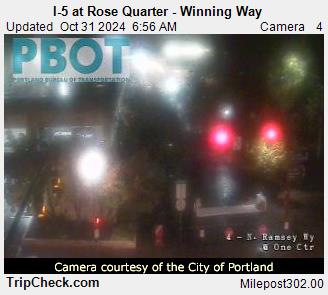 I-5 at Rose Quarter - Winning Way
Updated Oct 31 2024 6:56 AM Camera 4
PBOT
PORTLAND BUREAU OF TRANSPORTATION
4 - N. Ramsey Wy
@ One Ctr
Camera courtesy of the City of Portland
TripCheck.com Milepost302.00